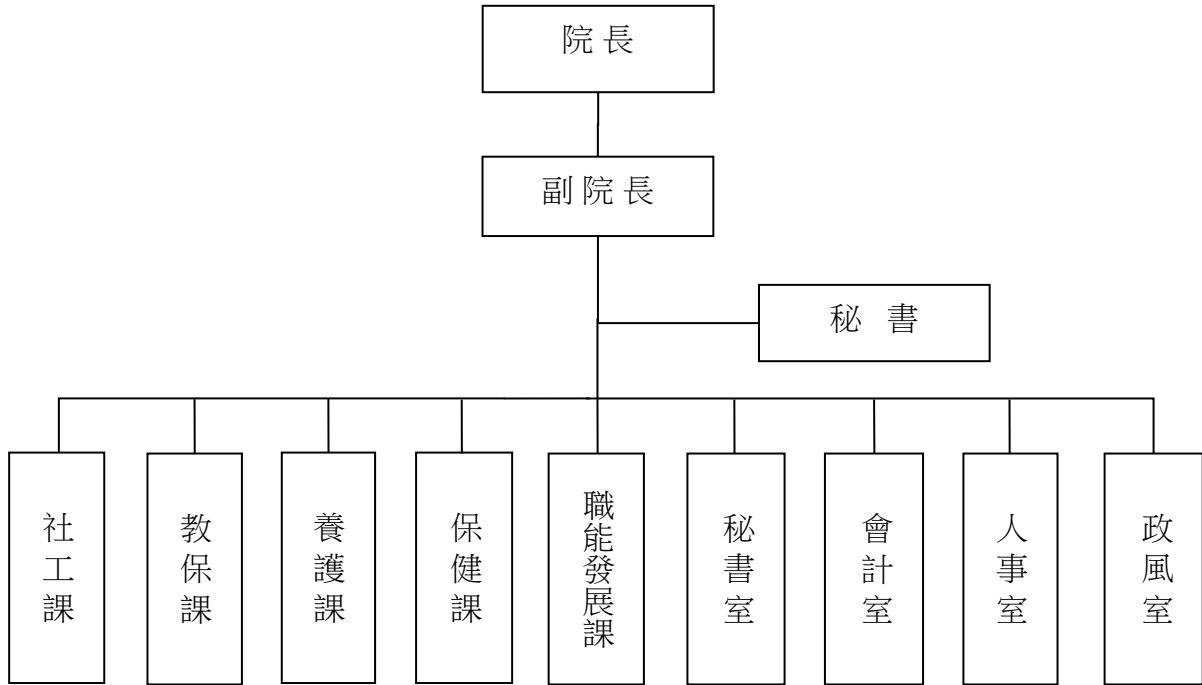 院長
副院長
秘書
社工課
教保課
養護課
保健課
職能發展課
秘書室
會計室
人事室
政風室